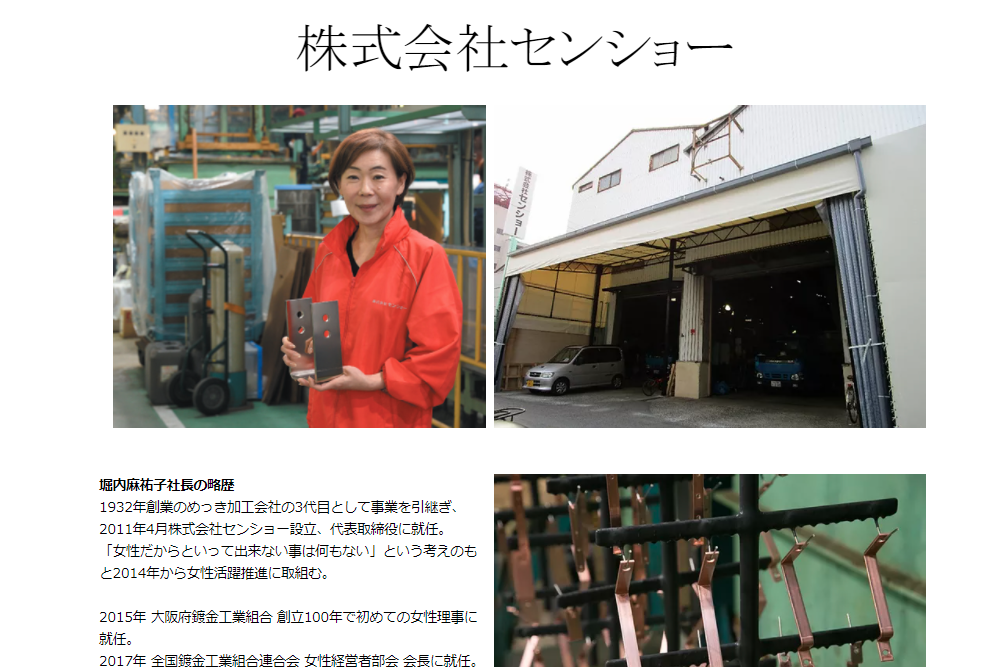 株式会社センショー
株式会社センショー
堀内麻祐子社長の略歴
1932年創業のめっき加工会社の3代目として事業を引継ぎ、
2011年4月株式会社センショー設立、代表取締役に就任。
「女性だからといって出来ない事は何もない」という考えのも
と2014年から女性活躍推進に取組む。
2015年 大阪府鍍金工業組合 創立100年で初めての女性理事に
就任。
2017年 全国鍍金工業組合連合会 女性経営者部会 会長に就任。